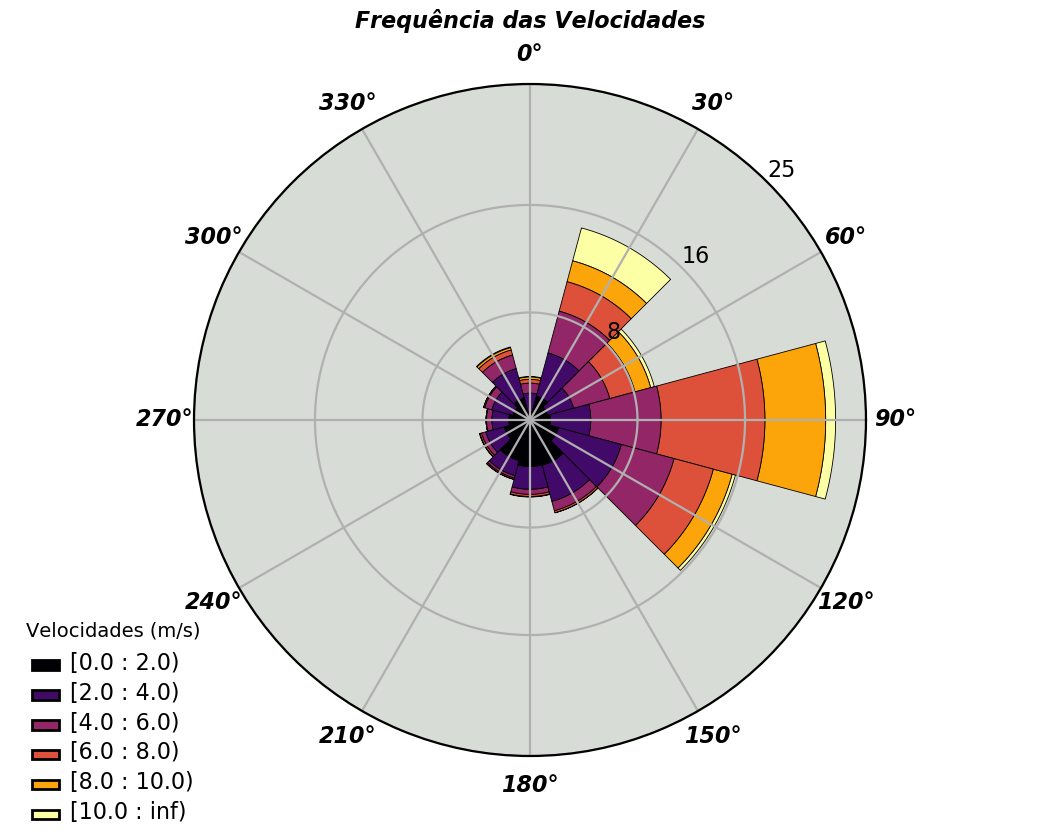 Frequência das Velocidades
0°
30°
60°
90°
120°
150°
180°
210°
240°
270°
300°
330°
8
16
25
Velocidades (m/s)
[0.0 : 2.0)
[2.0 : 4.0)
[4.0 : 6.0)
[6.0 : 8.0)
[8.0 : 10.0)
[10.0 : inf)